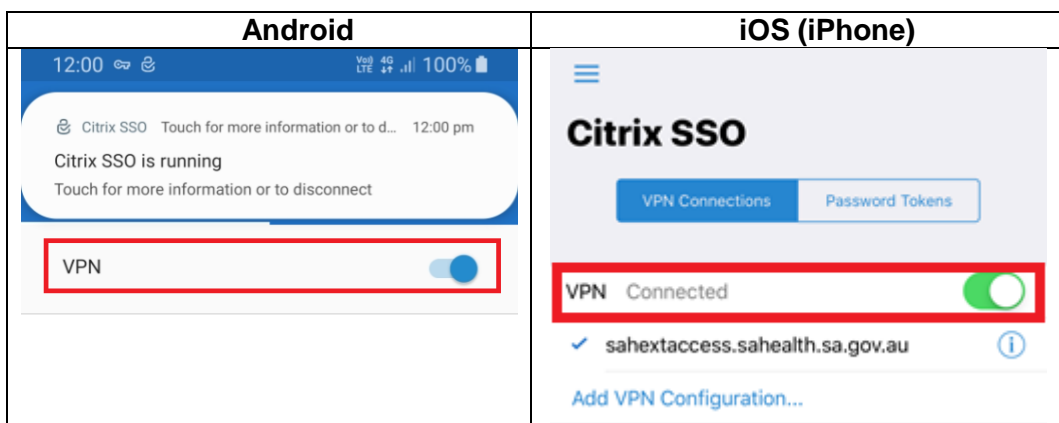 Android
iOS (iPhone)
12:00 100%
Citrix SSO Touch for more information or to d... 12:00 pm
Citrix SSO is running
Touch for more information or to disconnect
VPN
Citrix SSO
VPN Connections Password Tokens
VPN Connected
sahextaccess.sahealth.sa.gov.au
Add VPN Configuration...